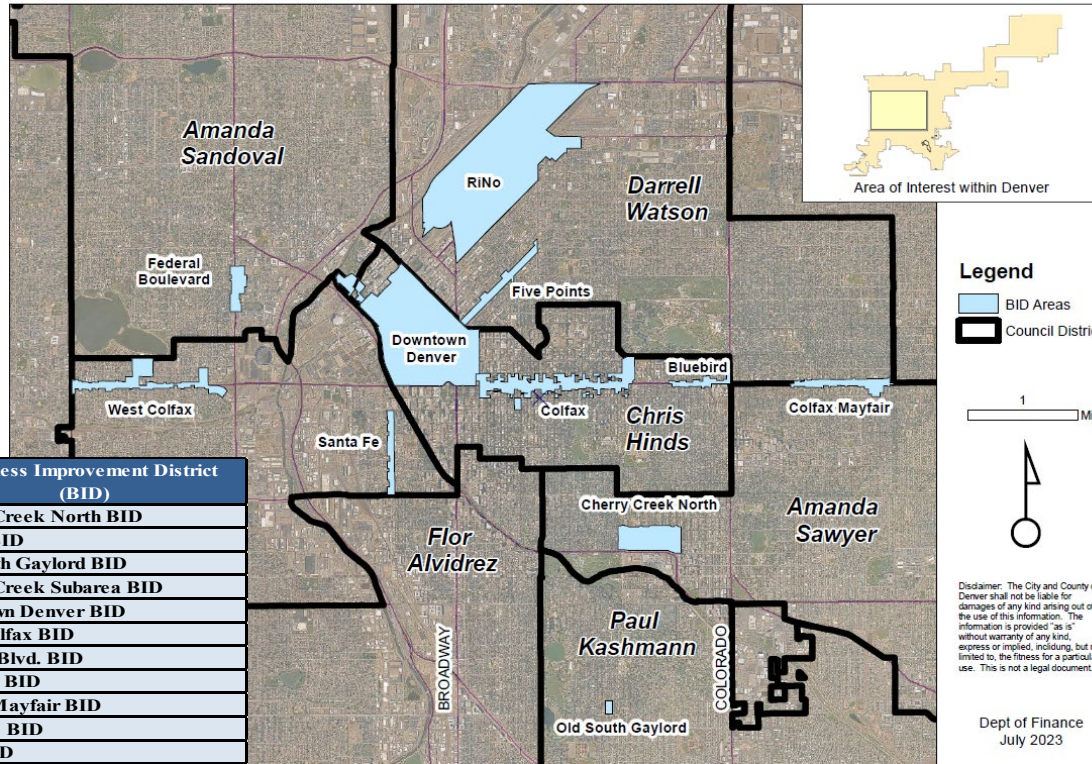 Amanda
Sandoval
RiNo
Darrell
Watson
Area of Interest within Denver
Federal
Boulevard
Five Points
Downtown
Denver
Bluebird
West Colfax
Colfax
Colfax Mayfair
Santa Fe
Chris
Hinds
Cherry Creek North
Amanda
Sawyer
Flor
Alvidrez
Paul
Kashmann
BROADWAY
COLORADO
Old South Gaylord
Legend
BID Areas
Council Distric
1
Mi
Disclaimer: The City and County o
Denver shall not be liable for
damages of any kind arising out o
the use of this information. The
information is provided "as is"
without warranty of any kind,
express or implied, inclidung, but n
limited to, the fitness for a particula
use. This is not a legal document.
Dept of Finance
July 2023
ess Improvement District
(BID)
Creek North BID
BID
th Gaylord BID
Creek Subarea BID
wn Denver BID
lfax BID
Blvd. BID
BID
Mayfair BID
BID
D